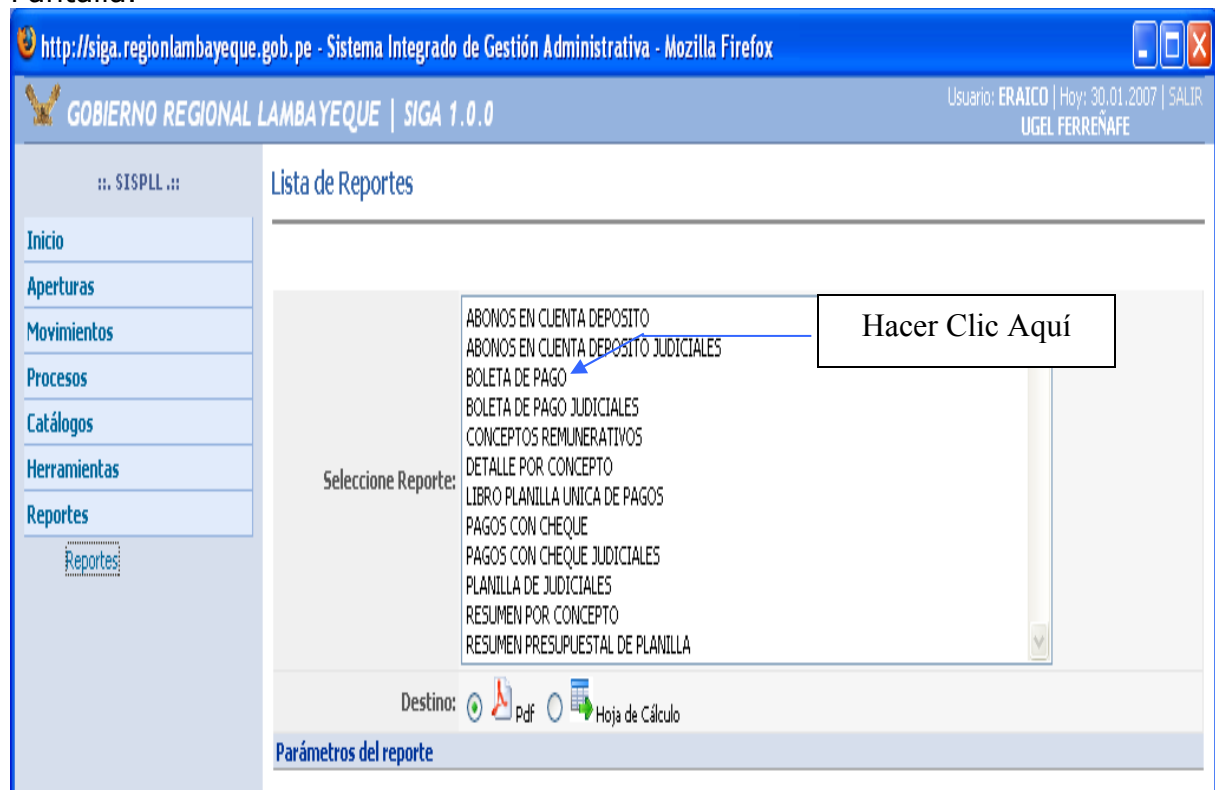 Pantalla:
http://siga.regionlambayeque.gob.pe - Sistema Integrado de Gestión Administrativa - Mozilla Firefox
GOBIERNO REGIONAL LAMBAYEQUE | SIGA 1.0.0
Usuario: ERAICO | Hoy: 30.01.2007 | SALIR
UGEL FERREÑAFE
::. SISPLL .::
Lista de Reportes
Inicio
Aperturas
Movimientos
Procesos
Catálogos
Herramientas
Reportes
Reportes
Seleccione Reporte:
ABONOS EN CUENTA DEPOSITO
ABONOS EN CUENTA DEPOSITO JUDICIALES
BOLETA DE PAGO
BOLETA DE PAGO JUDICIALES
CONCEPTOS REMUNERATIVOS
DETALLE POR CONCEPTO
LIBRO PLANILLA UNICA DE PAGOS
PAGOS CON CHEQUE
PAGOS CON CHEQUE JUDICIALES
PLANILLA DE JUDICIALES
RESUMEN POR CONCEPTO
RESUMEN PRESUPUESTAL DE PLANILLA
Hacer Clic Aquí
Destino: Pdf Hoja de Cálculo
Parámetros del reporte